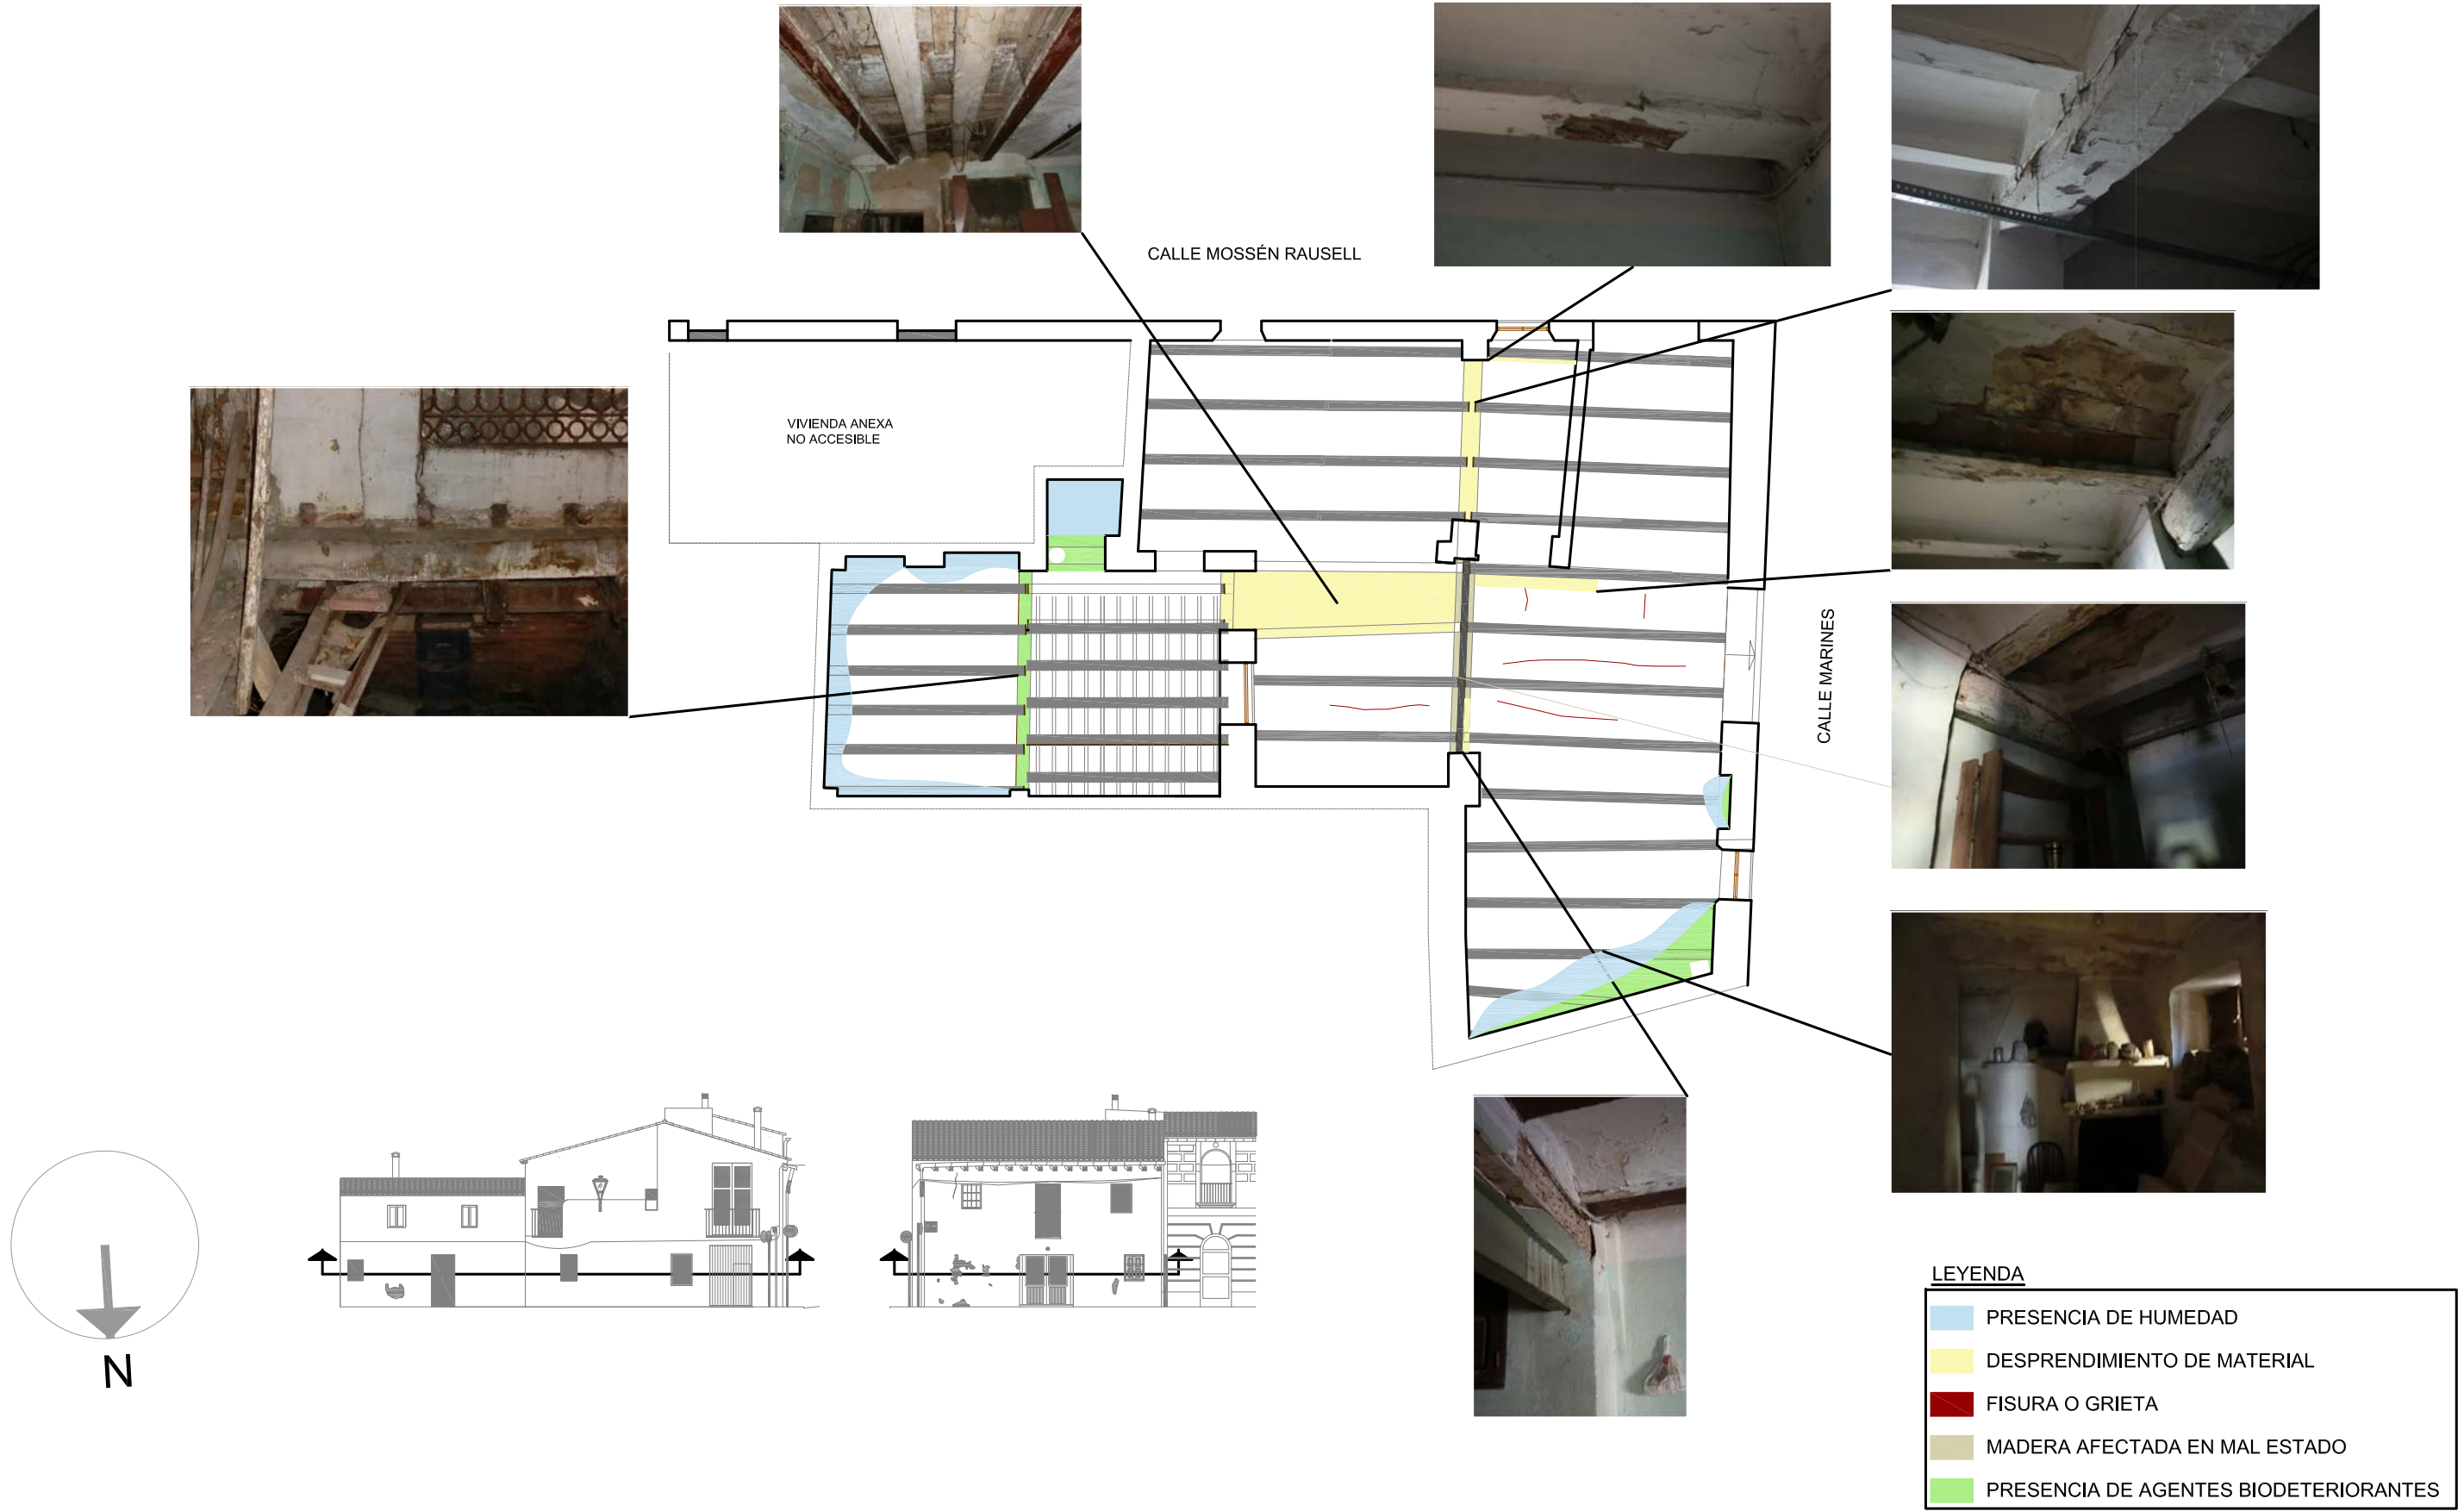 CALLE MOSSÉN RAUSELL
VIVIENDA ANEXA
NO ACCESIBLE
CALLE MARINES
N
LEYENDA
PRESENCIA DE HUMEDAD
DESPRENDIMIENTO DE MATERIAL
FISURA O GRIETA
MADERA AFECTADA EN MAL ESTADO
PRESENCIA DE AGENTES BIODETERIORANTES